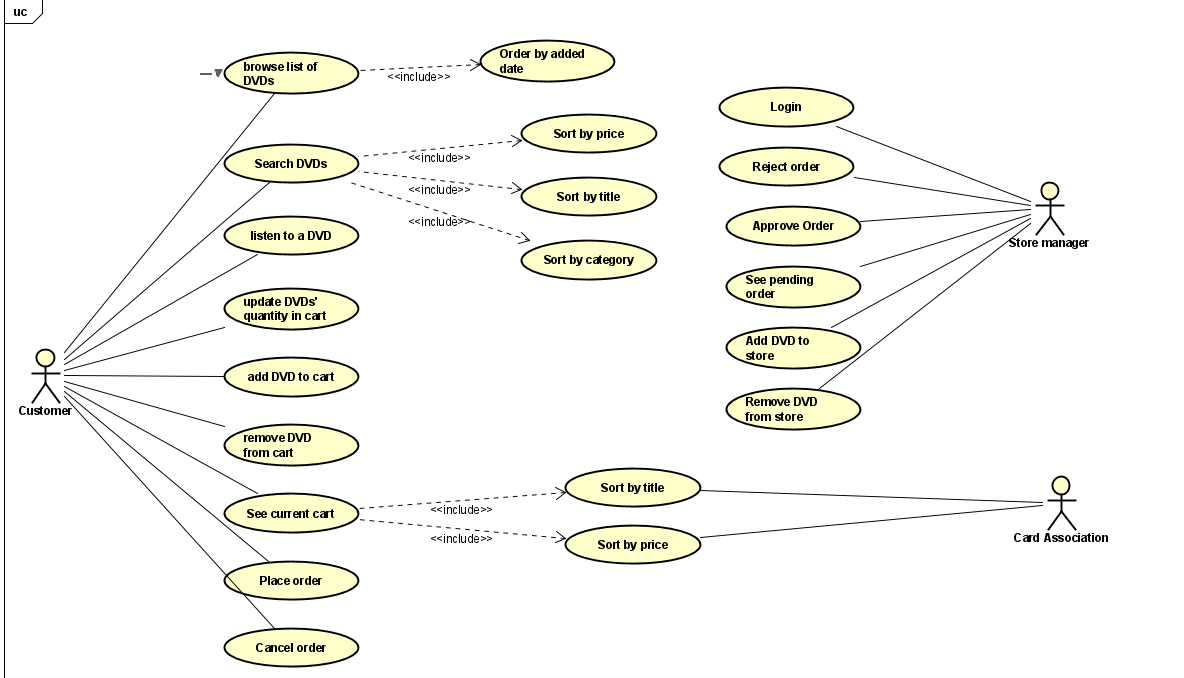 uc
browse list of
DVDs
<<include>>
Order by added
date
Search DVDs
<<include>>
Sort by price
<<include>>
Sort by title
<<include>>
Sort by category
listen to a DVD
update DVDs'
quantity in cart
add DVD to cart
remove DVD
from cart
See current cart
<<include>>
Sort by title
<<include>>
Sort by price
Place order
Cancel order
Customer
Login
Reject order
Approve Order
See pending
order
Add DVD to
store
Remove DVD
from store
Store manager
Card Association